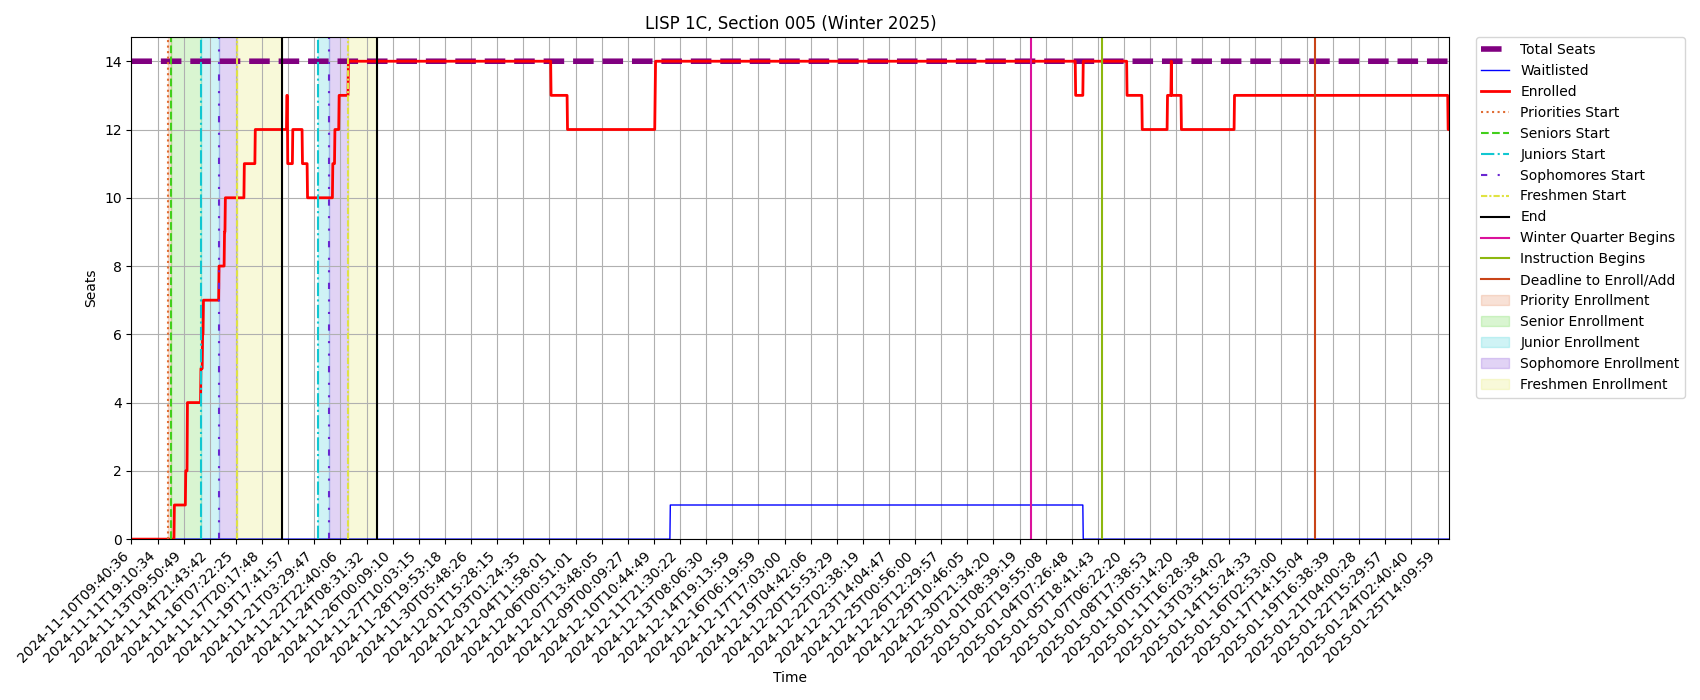 LISP 1C, Section 005 (Winter 2025)
14
12
10
8
6
4
2
0
Seats
2024-11-10T09:40:36
2024-11-11T19:10:34
2024-11-13T09:50:49
2024-11-14T21:43:42
2024-11-16T07:22:25
2024-11-17T20:17:48
2024-11-19T17:41:57
2024-11-21T03:29:47
2024-11-22T22:40:06
2024-11-24T08:31:32
2024-11-26T00:09:10
2024-11-27T10:03:15
2024-11-28T19:53:18
2024-11-30T05:48:26
2024-12-01T15:28:15
2024-12-03T01:24:35
2024-12-04T11:58:01
2024-12-06T00:51:01
2024-12-07T13:48:05
2024-12-09T00:09:27
2024-12-10T10:44:49
2024-12-11T21:30:22
2024-12-13T08:06:30
2024-12-14T19:13:59
2024-12-16T06:19:59
2024-12-17T17:03:00
2024-12-19T04:42:06
2024-12-20T15:53:29
2024-12-22T02:38:19
2024-12-23T14:04:47
2024-12-25T00:56:00
2024-12-26T12:29:57
2024-12-29T10:46:05
2024-12-30T21:34:20
2025-01-01T08:39:19
2025-01-02T19:55:08
2025-01-04T07:26:48
2025-01-05T18:41:43
2025-01-07T06:22:20
2025-01-08T17:38:53
2025-01-10T05:14:20
2025-01-11T16:28:38
2025-01-13T03:54:02
2025-01-14T15:24:33
2025-01-16T02:53:00
2025-01-17T14:15:04
2025-01-19T16:38:39
2025-01-21T04:00:28
2025-01-22T15:29:57
2025-01-24T02:40:40
2025-01-25T14:09:59
Time
Total Seats
Waitlisted
Enrolled
Priorities Start
Seniors Start
Juniors Start
Sophomores Start
Freshmen Start
End
Winter Quarter Begins
Instruction Begins
Deadline to Enroll/Add
Priority Enrollment
Senior Enrollment
Junior Enrollment
Sophomore Enrollment
Freshmen Enrollment